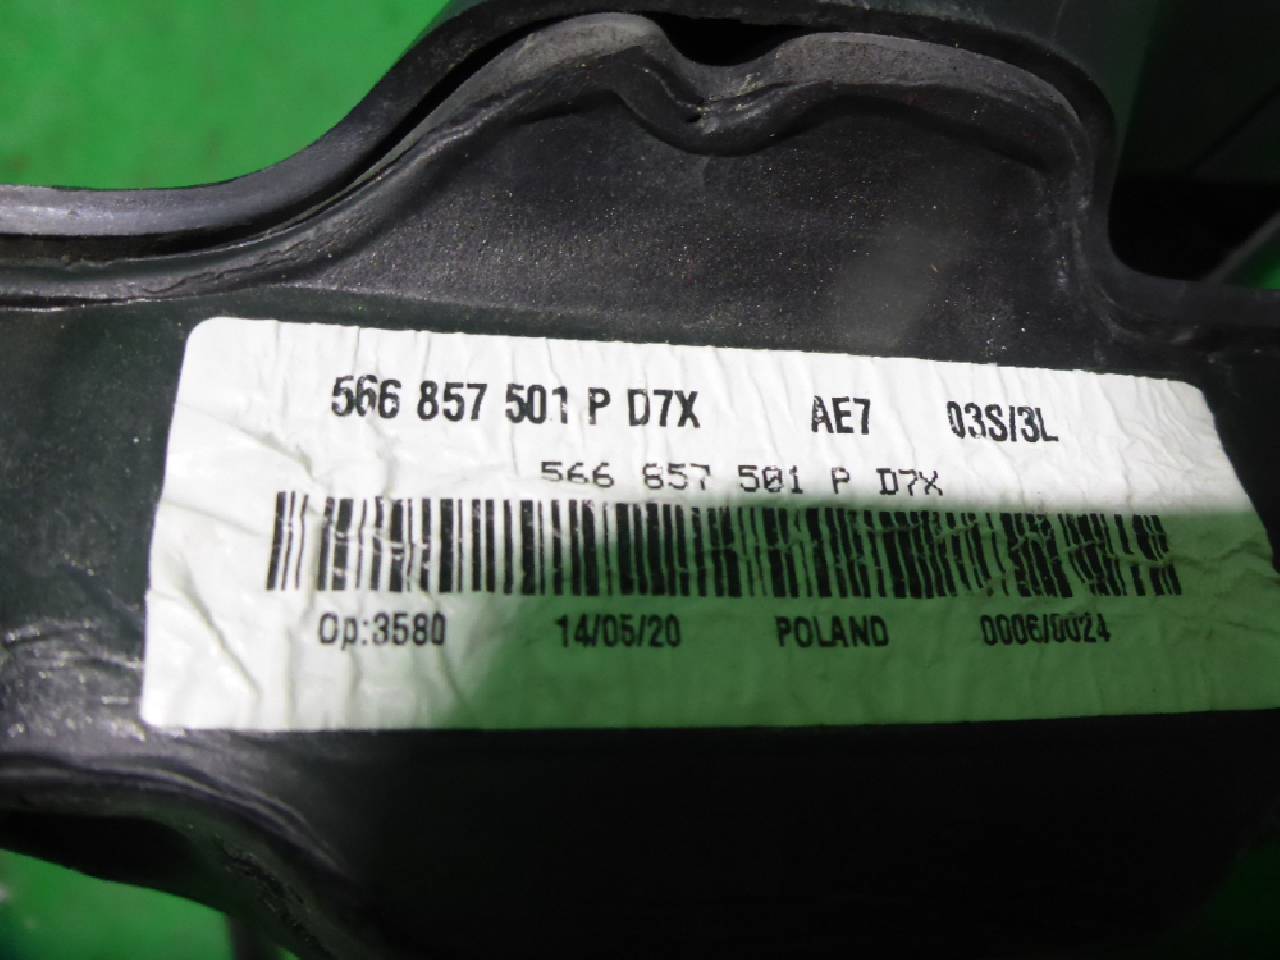 566 857 501 P D7X AE7 03S/3L
566 857 501 P D7X
Op:3580 14/05/20 POLAND 0006/0024